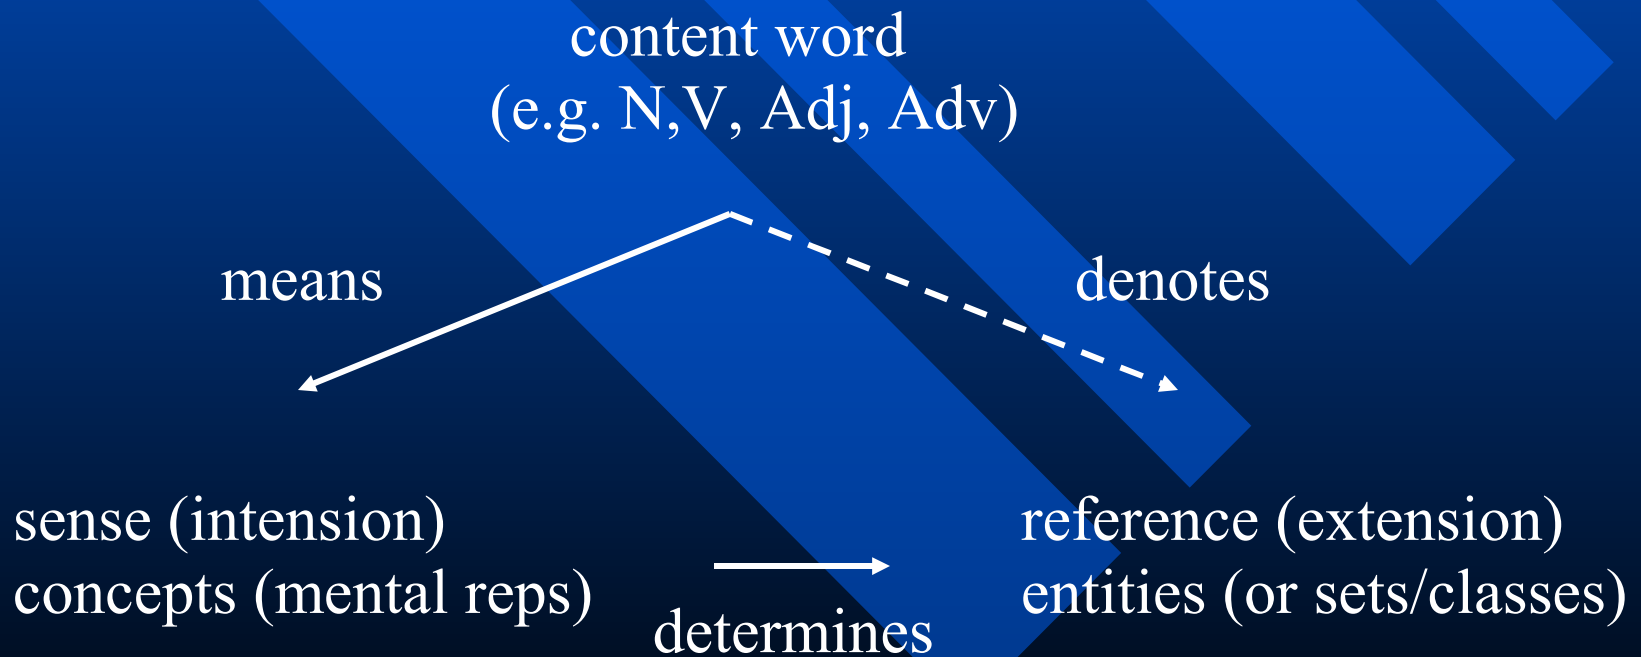 content word
(e.g. N,V, Adj, Adv)
means
denotes
sense (intension)
concepts (mental reps)
determines
reference (extension)
entities (or sets/classes)